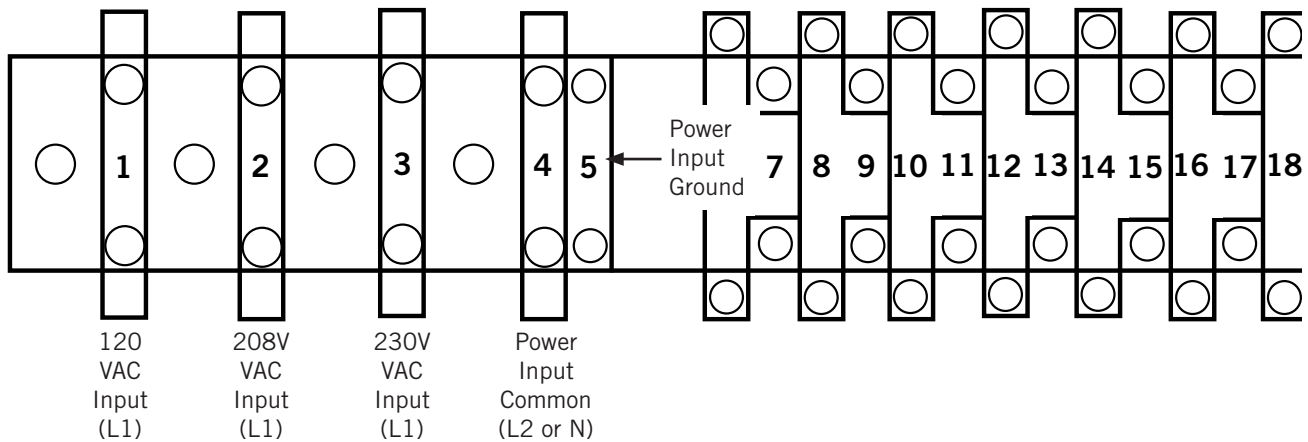 1 2 3 4 5 7 8 9 10 11 12 13 14 15 16 17 18
Power
Input
Ground
120
VAC
Input
(L1)
208V
VAC
Input
(L1)
230V
VAC
Input
(L1)
Power
Input
Common
(L2 or N)